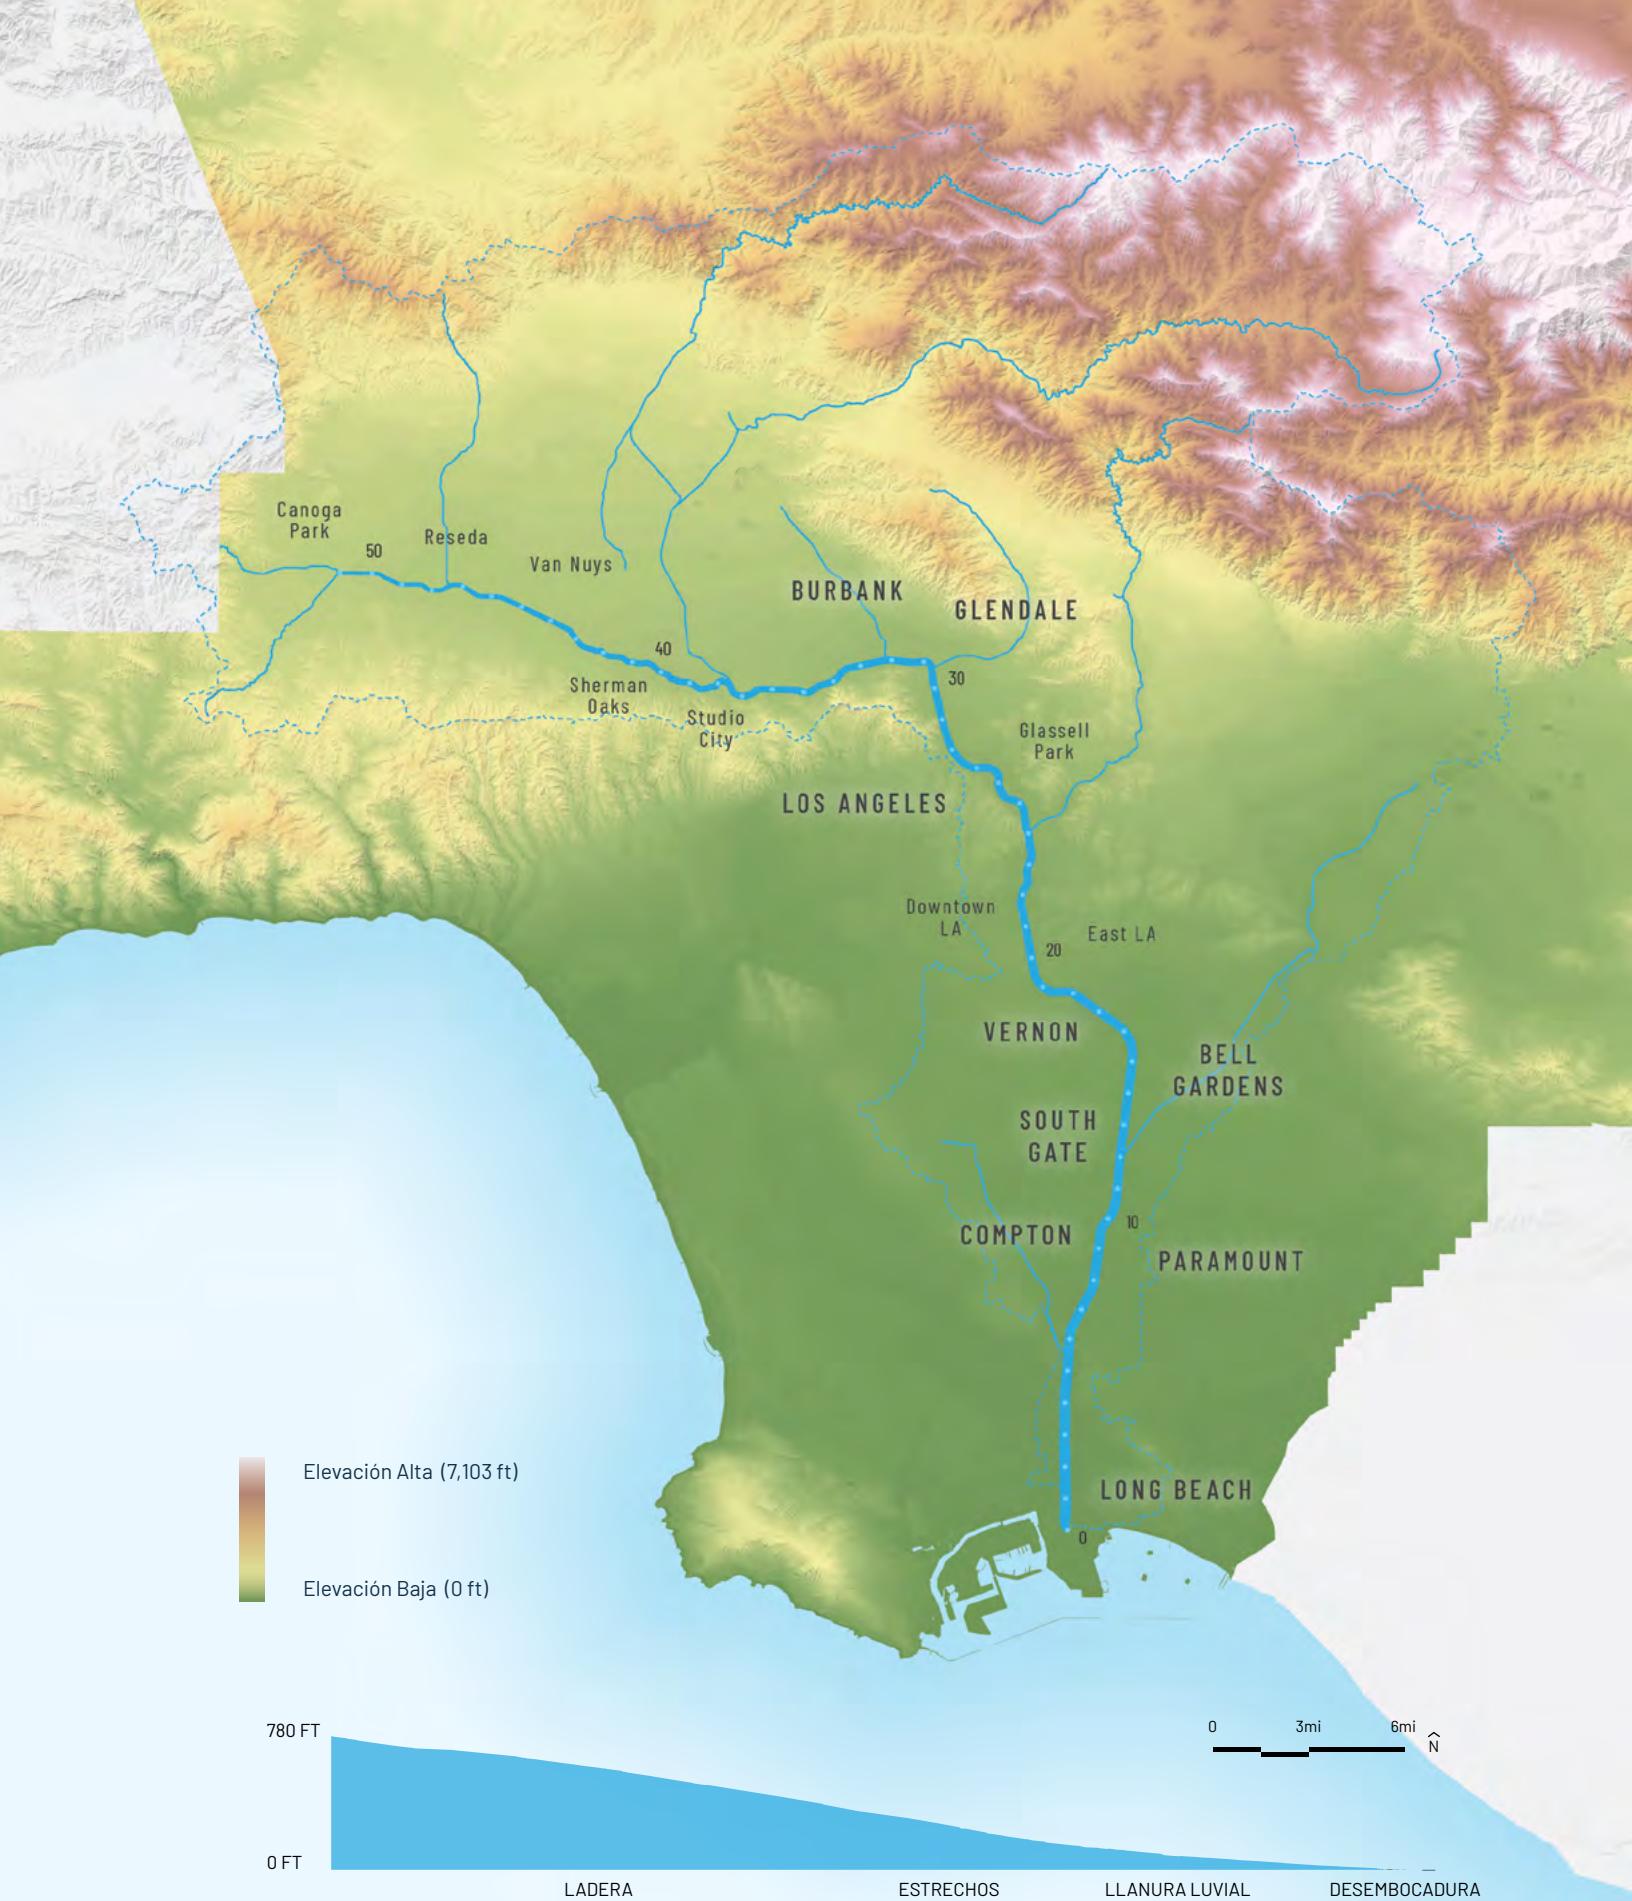 Canoga
Park
50
Reseda
Van Nuys
BURBANK
GLENDALE
40
30
Sherman
Oaks
Studio
City
Glassell
Park
LOS ANGELES
Downtown
LA
East LA
20
VERNON
BELL
GARDENS
SOUTH
GATE
10
COMPTON
PARAMOUNT
Elevación Alta (7,103 ft)
LONG BEACH
0
Elevación Baja (0 ft)
780 FT
0 3mi 6mi
N
0 FT
LADERA ESTRECHOS LLANURA LUVIAL DESEMBOCADURA